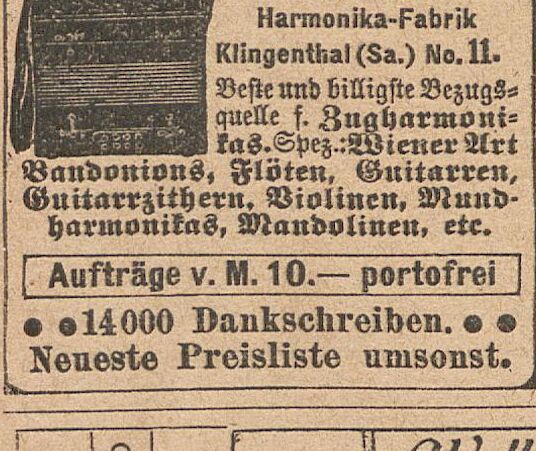 Harmonika-Fabrik
Klingenthal (Sa.) No. 11.
Beste und billigste Bezugs=
quelle f. Zugharmoni=
kas. Spez.: Wiener Art
Bandonions, Flöten, Guitarren,
Guitarrzithern, Violinen, Mund=
harmonikas, Mandolinen, etc.
Aufträge v. M. 10.— portofrei
● ● 14000 Dankschreiben. ● ●
Neueste Preisliste umsonst.